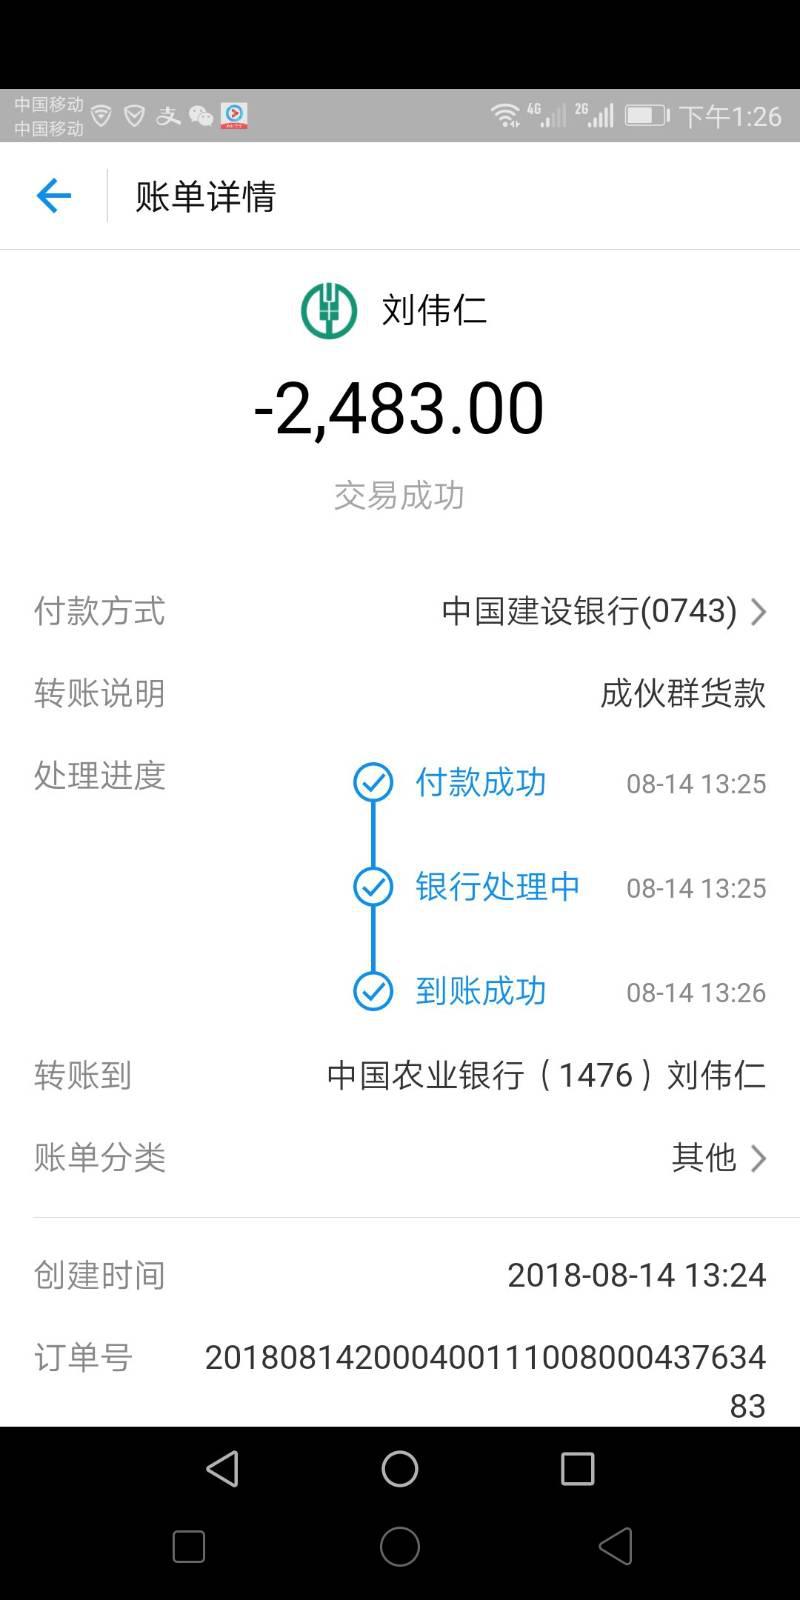 中国移动
中国移动
4G
2G
下午1:26
账单详情
刘伟仁
-2,483.00
交易成功
付款方式 中国建设银行(0743)
转账说明 成伙群货款
处理进度 付款成功 08-14 13:25
银行处理中 08-14 13:25
到账成功 08-14 13:26
转账到 中国农业银行（1476）刘伟仁
账单分类 其他
创建时间 2018-08-14 13:24
订单号 201808142000400111008000437634
83